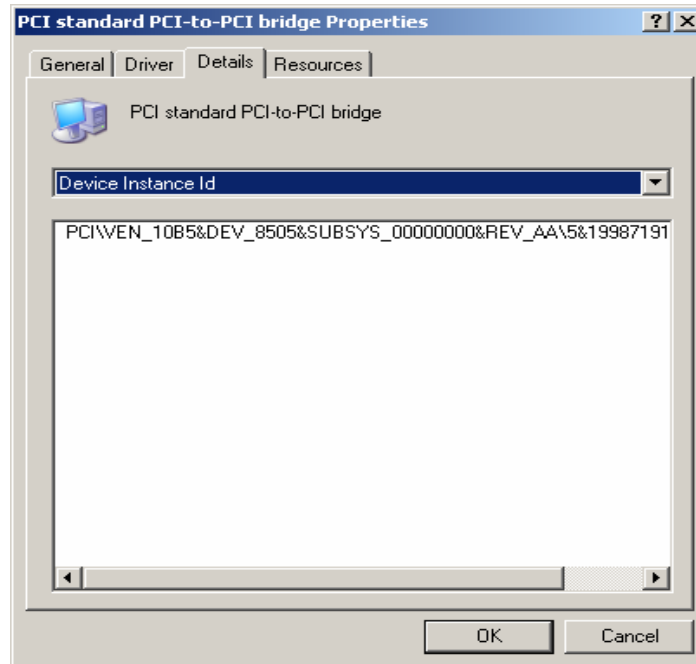 PCI standard PCI-to-PCI bridge Properties
General Driver Details Resources
PCI standard PCI-to-PCI bridge
Device Instance Id
PCI\VEN_10B5&DEV_8505&SUBSYS_00000000&REV_AA\5&19987191
OK Cancel